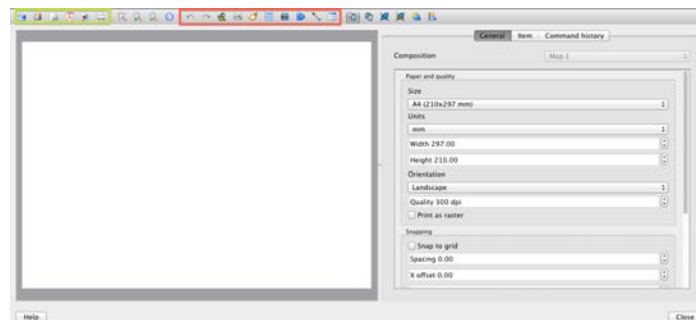 General Item Command history
Composition Map 1
Paper and quality
Size
A4 (210x297 mm)
Units
mm
Width 297.00
Height 210.00
Orientation
Landscape
Quality 300 dpi
Print as raster
Snapping
Snap to grid
Spacing 0.00
X offset 0.00
Help Close